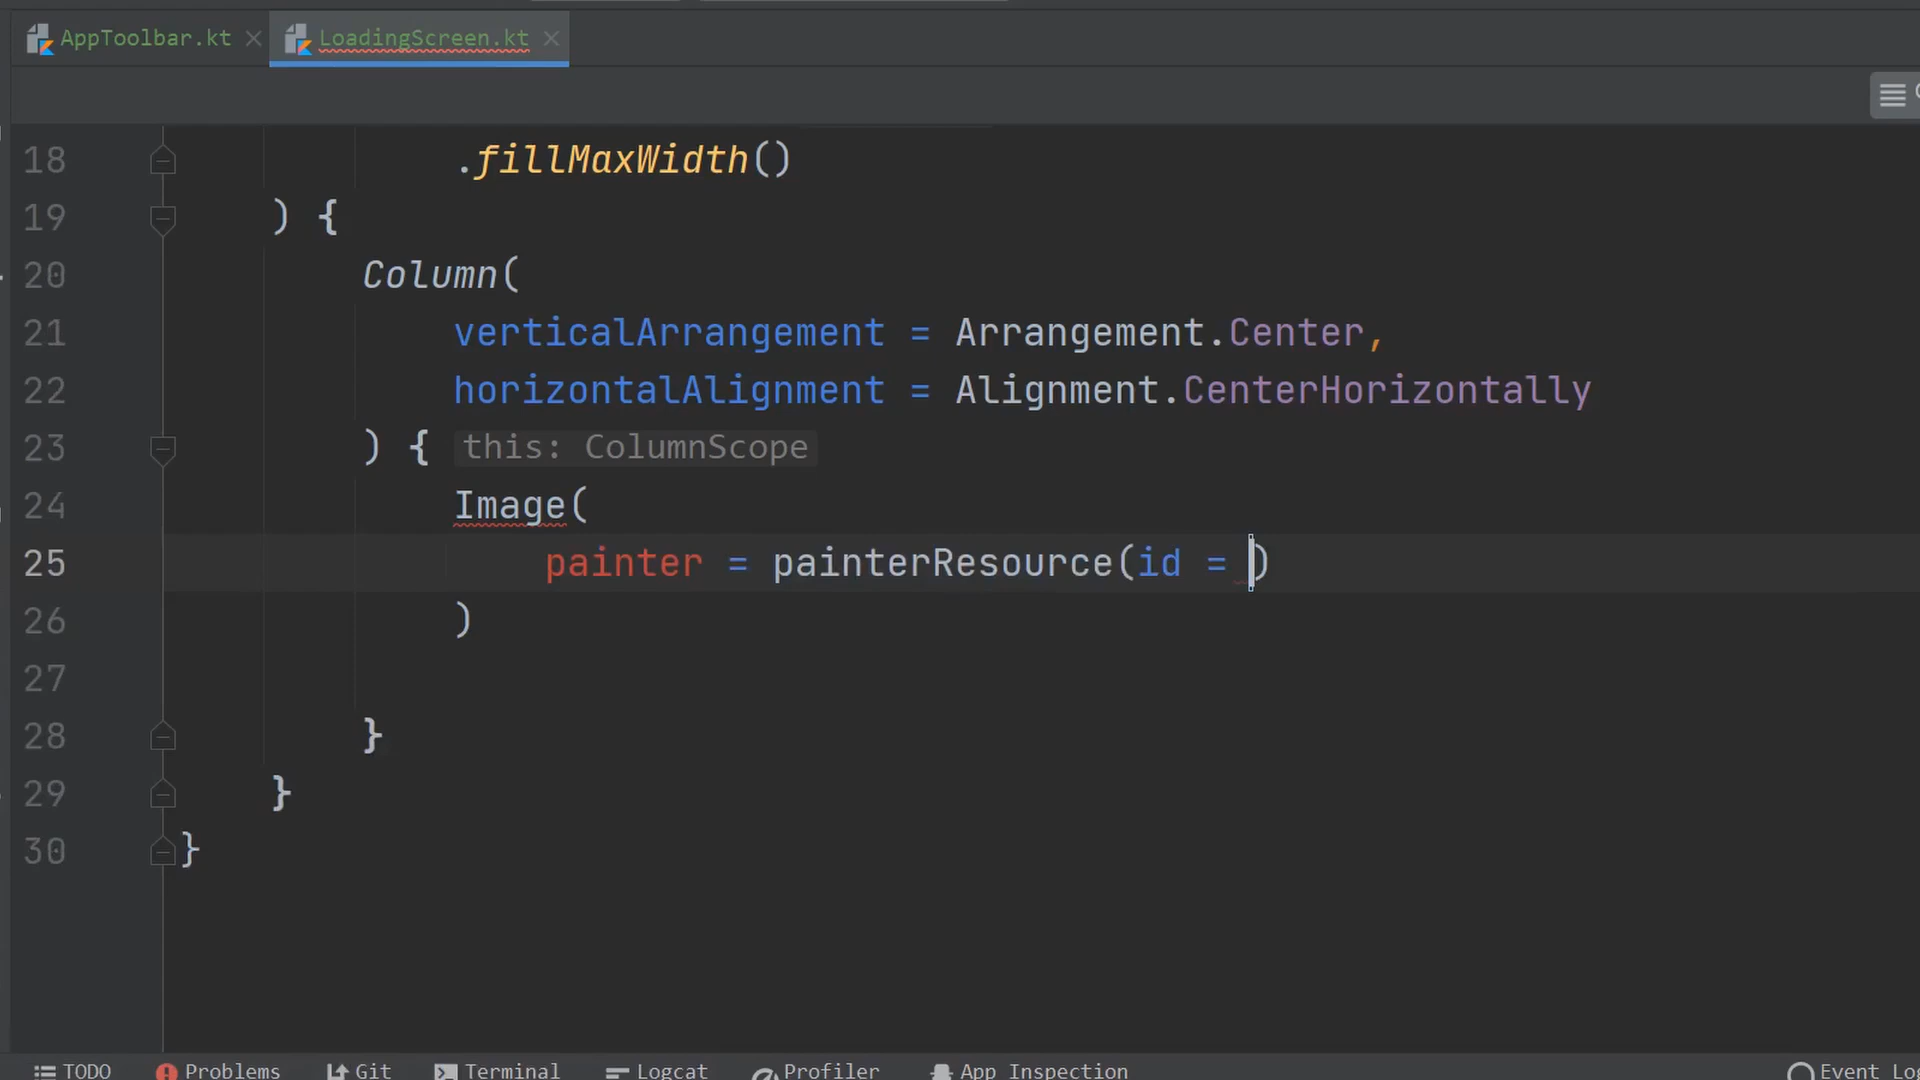 AppToolbar.kt LoadingScreen.kt
18 .fillMaxWidth()
19 ) {
20 Column(
21 verticalArrangement = Arrangement.Center,
22 horizontalAlignment = Alignment.CenterHorizontally
23 ) { this: ColumnScope
24 Image(
25 painter = painterResource(id = )
26 )
27
28 }
29 }
30 }
TODO Problems Git Terminal Logcat Profiler App Inspection Event Log